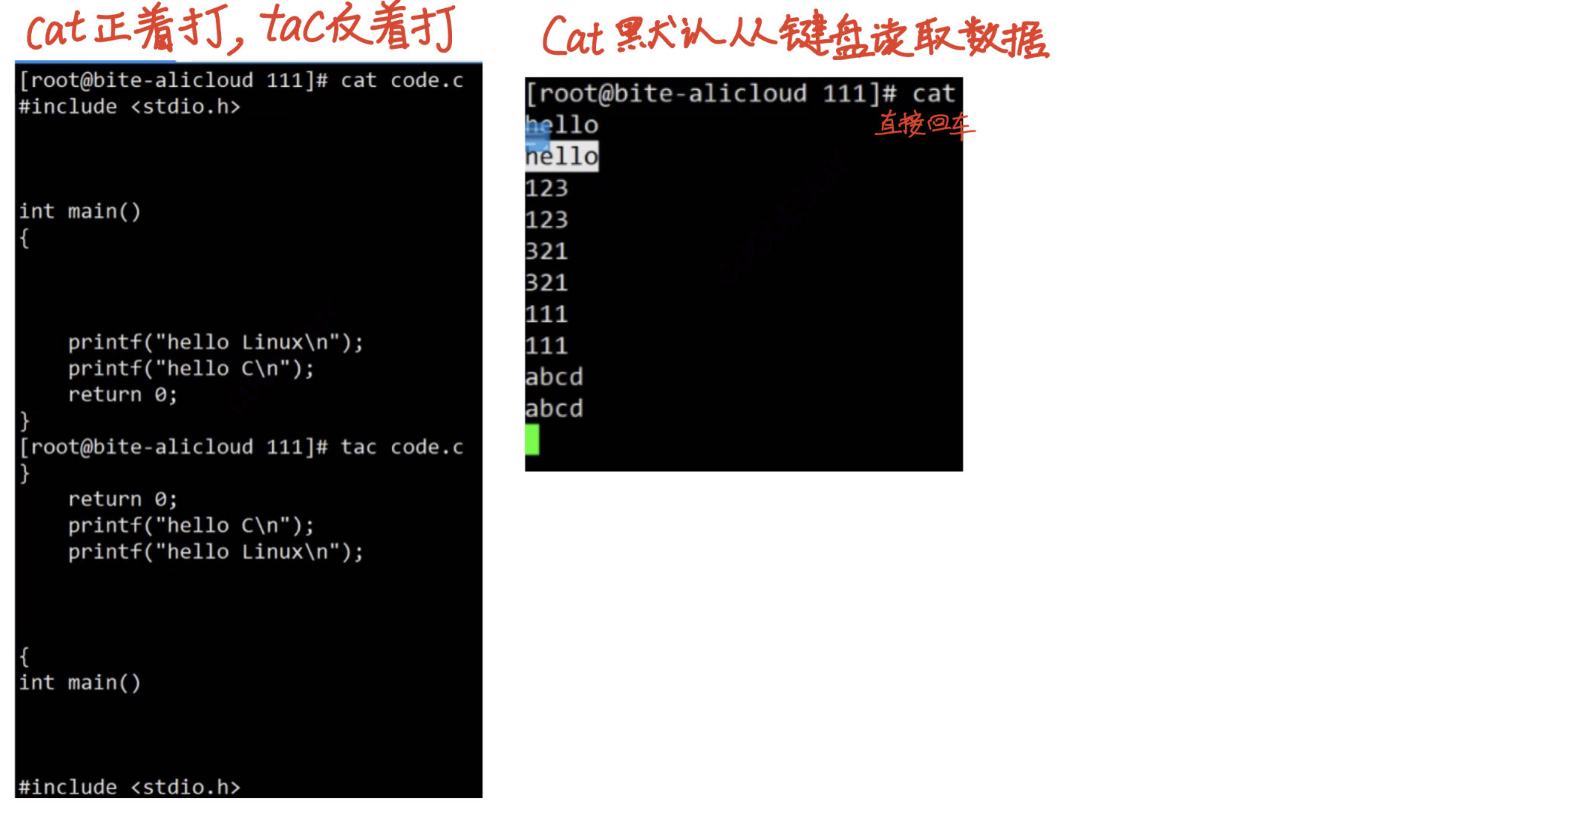 cat正着打, tac反着打
[root@bite-alicloud 111]# cat code.c
#include <stdio.h>
int main()
{
    printf("hello Linux\n");
    printf("hello C\n");
    return 0;
}
[root@bite-alicloud 111]# tac code.c
}
    return 0;
    printf("hello C\n");
    printf("hello Linux\n");
{
int main()
#include <stdio.h>
Cat默认从键盘读取数据
[root@bite-alicloud 111]# cat
直接回车
hello
hello
123
123
321
321
111
111
abcd
abcd